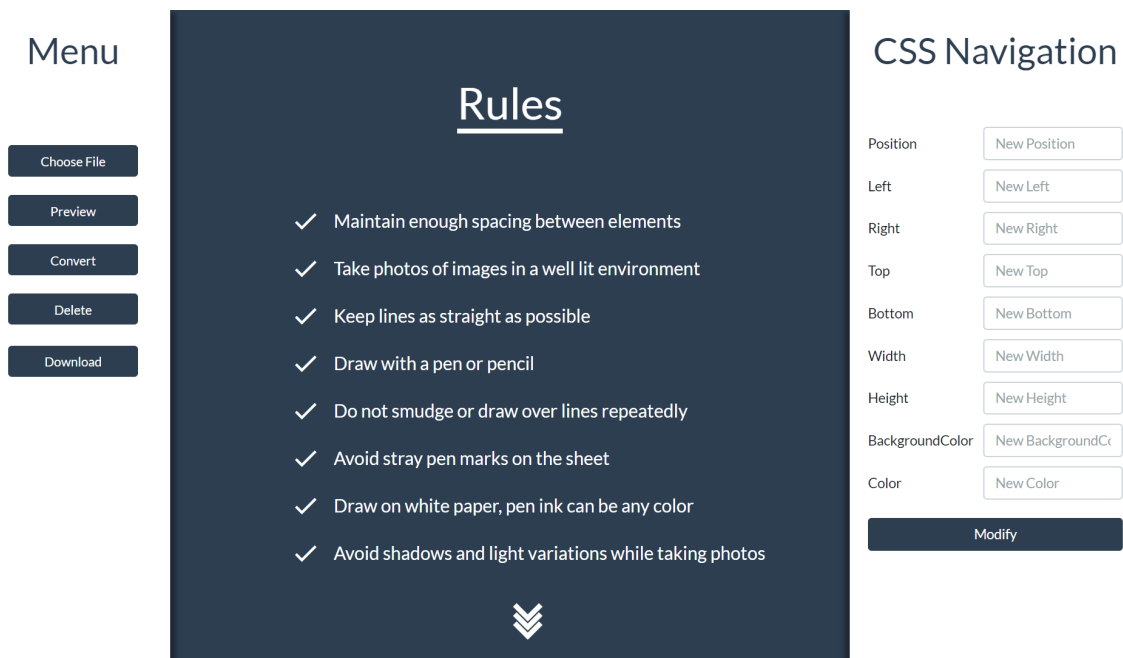 Menu
Choose File
Preview
Convert
Delete
Download
Rules
Maintain enough spacing between elements
Take photos of images in a well lit environment
Keep lines as straight as possible
Draw with a pen or pencil
Do not smudge or draw over lines repeatedly
Avoid stray pen marks on the sheet
Draw on white paper, pen ink can be any color
Avoid shadows and light variations while taking photos
CSS Navigation
Position New Position
Left New Left
Right New Right
Top New Top
Bottom New Bottom
Width New Width
Height New Height
BackgroundColor New BackgroundCo
Color New Color
Modify